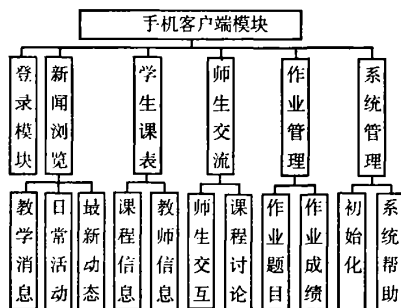 手机客户端模块
登录模块
新闻浏览
学生课表
师生交流
作业管理
系统管理
教学消息
日常活动
最新动态
课程信息
教师信息
师生交互
课程讨论
作业题目
作业成绩
初始化
系统帮助